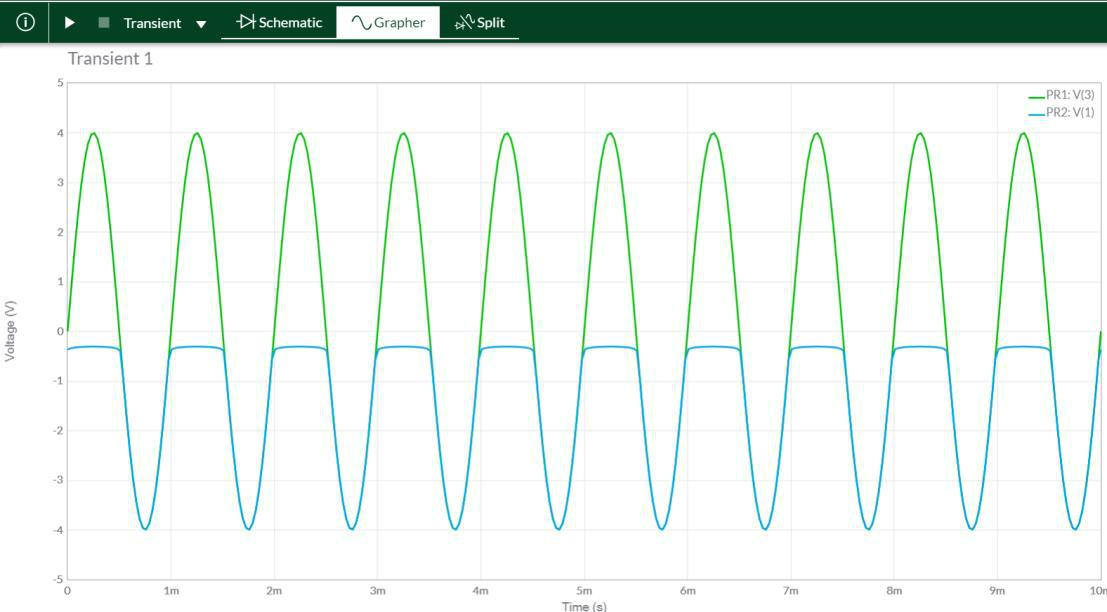 Transient
Schematic
Grapher
Split
Transient 1
PR1: V(3)
PR2: V(1)
5
4
3
2
1
0
-1
-2
-3
-4
-5
Voltage (V)
0 1m 2m 3m 4m 5m 6m 7m 8m 9m 10m
Time (s)